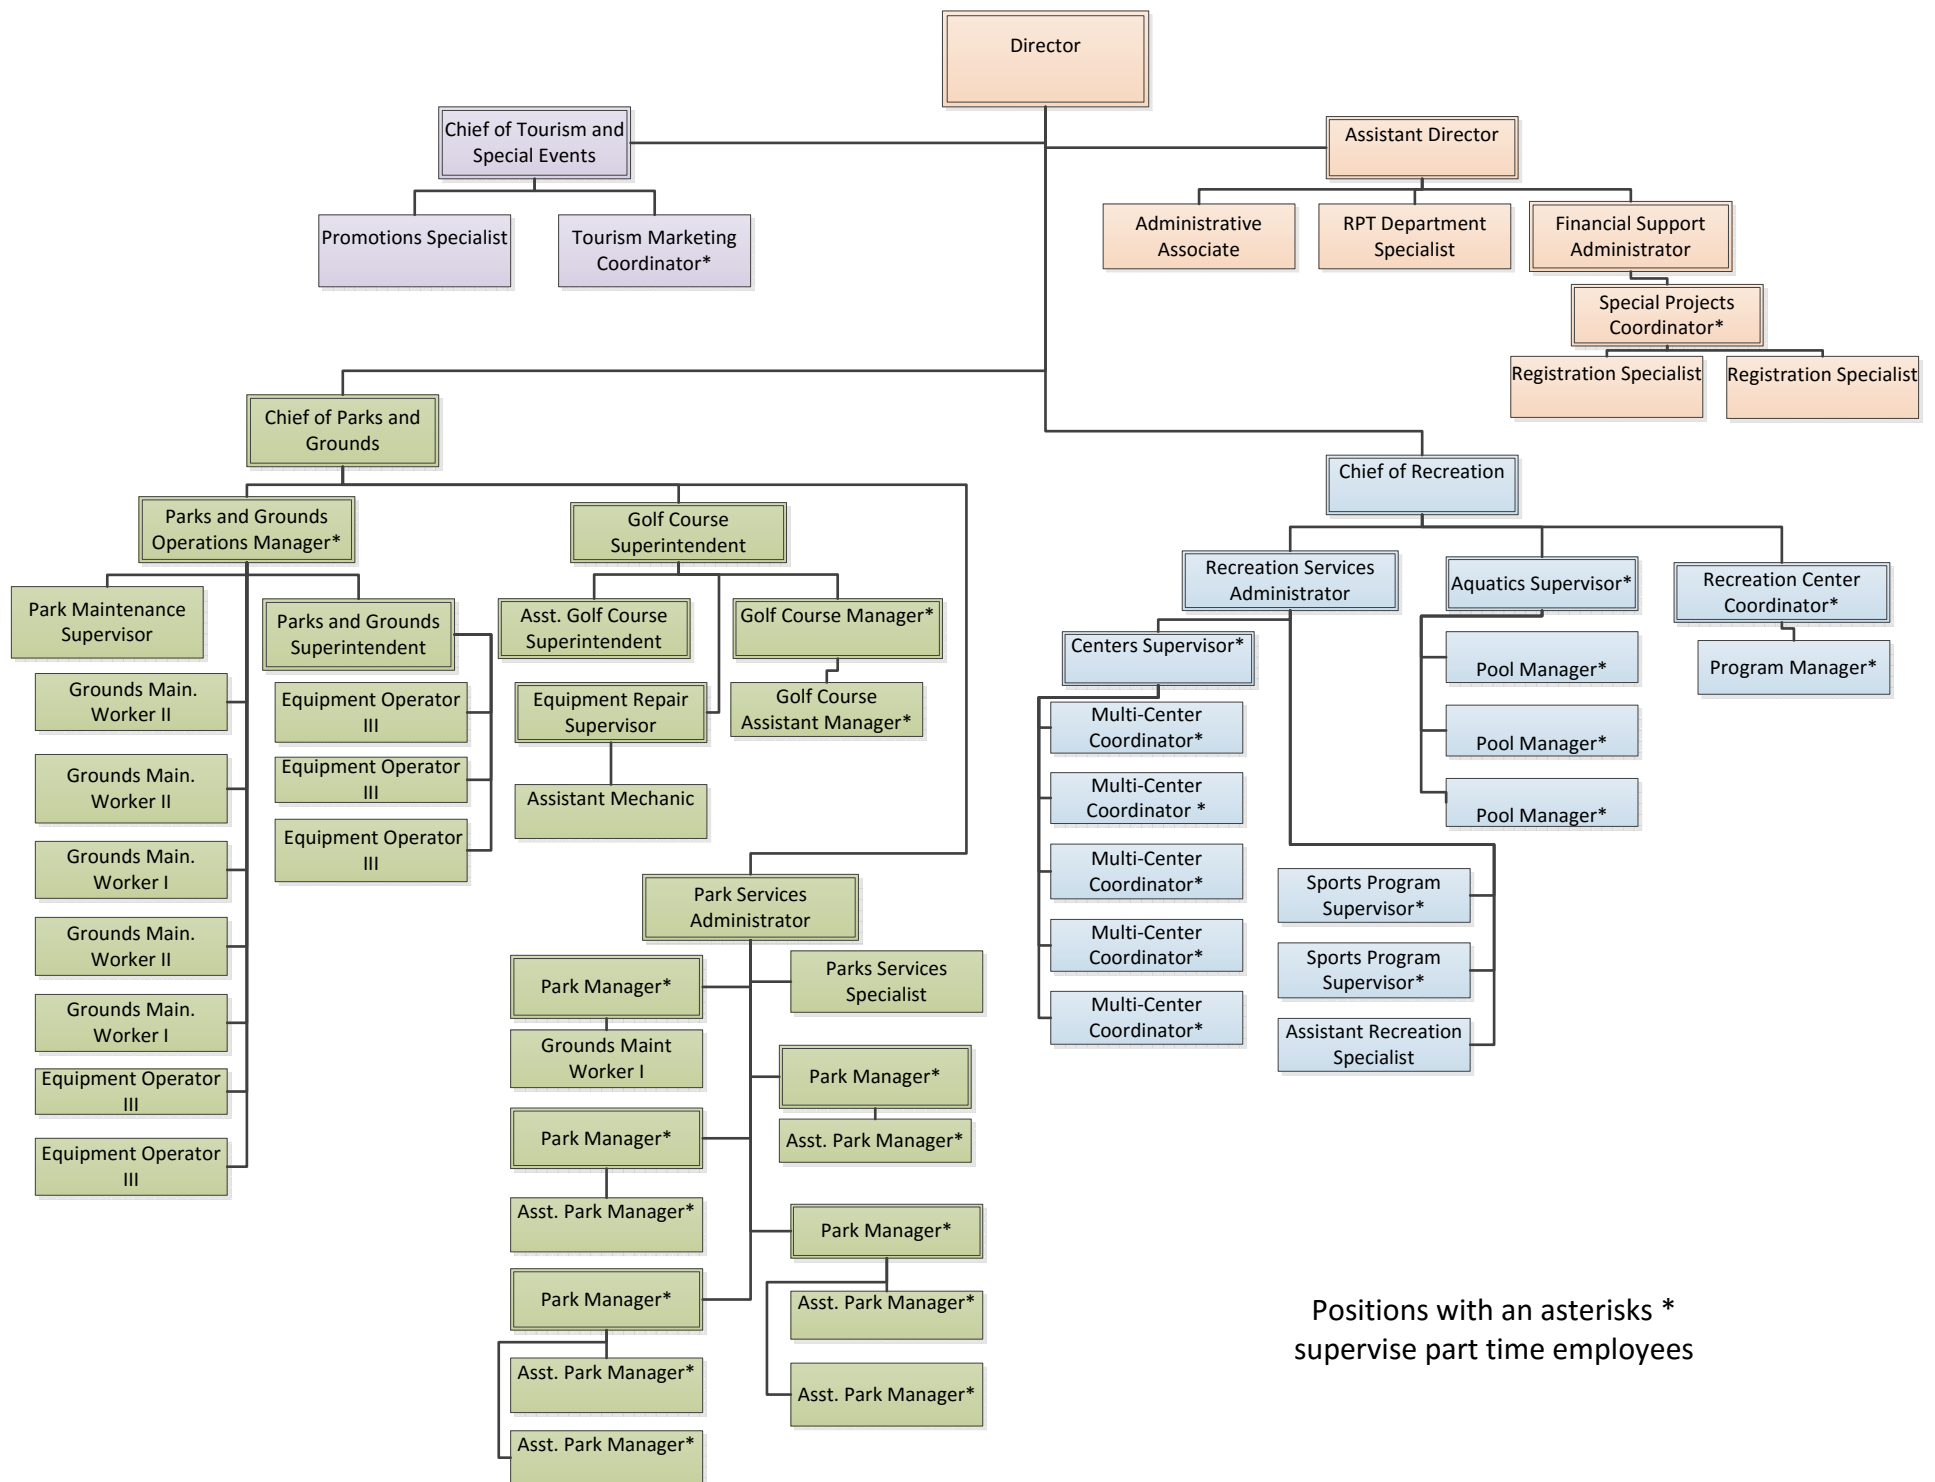 Director
Chief of Tourism and
Special Events
Assistant Director
Promotions Specialist
Tourism Marketing
Coordinator*
Administrative
Associate
RPT Department
Specialist
Financial Support
Administrator
Special Projects
Coordinator*
Registration Specialist
Registration Specialist
Chief of Parks and
Grounds
Parks and Grounds
Operations Manager*
Park Maintenance
Supervisor
Grounds Main.
Worker II
Grounds Main.
Worker II
Grounds Main.
Worker I
Grounds Main.
Worker II
Grounds Main.
Worker I
Equipment Operator
III
Equipment Operator
III
Parks and Grounds
Superintendent
Equipment Operator
III
Equipment Operator
III
Equipment Operator
III
Golf Course
Superintendent
Asst. Golf Course
Superintendent
Equipment Repair
Supervisor
Assistant Mechanic
Golf Course Manager*
Golf Course
Assistant Manager*
Park Services
Administrator
Park Manager*
Grounds Maint
Worker I
Park Manager*
Asst. Park Manager*
Park Manager*
Asst. Park Manager*
Asst. Park Manager*
Parks Services
Specialist
Park Manager*
Asst. Park Manager*
Park Manager*
Asst. Park Manager*
Asst. Park Manager*
Chief of Recreation
Recreation Services
Administrator
Centers Supervisor*
Multi-Center
Coordinator*
Multi-Center
Coordinator *
Multi-Center
Coordinator*
Multi-Center
Coordinator*
Multi-Center
Coordinator*
Sports Program
Supervisor*
Sports Program
Supervisor*
Assistant Recreation
Specialist
Aquatics Supervisor*
Pool Manager*
Pool Manager*
Pool Manager*
Recreation Center
Coordinator*
Program Manager*
Positions with an asterisks *
supervise part time employees